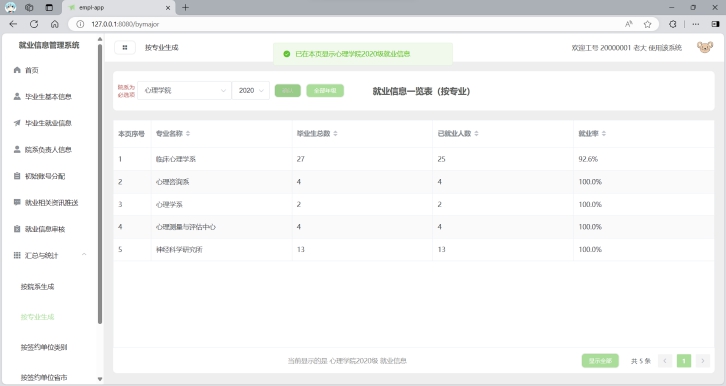 empl-app
127.0.0.1:8080/bymajor
就业信息管理系统
按专业生成
已在本页显示心理学院2020级就业信息
欢迎工号 20000001 老大 使用该系统
首页
毕业生基本信息
毕业生就业信息
院系负责人信息
初始账号分配
就业相关资讯推送
就业信息审核
汇总与统计
按院系生成
按专业生成
按签约单位类别
按签约单位省市
院系为
必选项
心理学院
2020
全部年级
就业信息一览表（按专业）
本页序号 专业名称 毕业生总数 已就业人数 就业率
1 临床心理学系 27 25 92.6%
2 心理咨询系 4 4 100.0%
3 心理学系 2 2 100.0%
4 心理测量与评估中心 4 4 100.0%
5 神经科学研究所 13 13 100.0%
当前显示的是 心理学院2020级 就业信息
显示全部
共 5 条
1